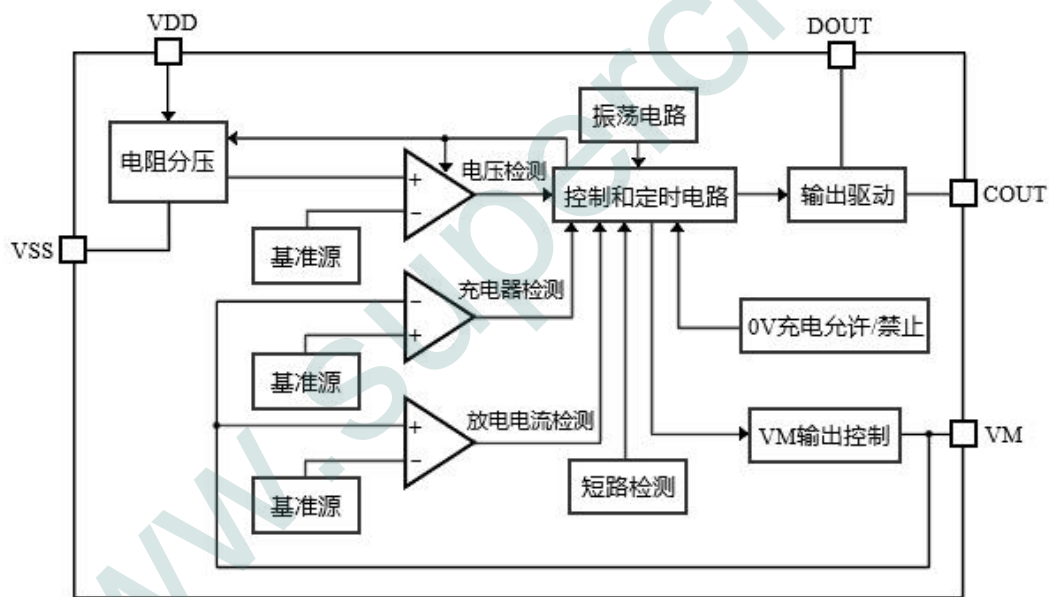 VDD
DOUT
振荡电路
电阻分压
+
电压检测
控制和定时电路
输出驱动
COUT
−
VSS
基准源
充电器检测
−
0V充电允许/禁止
+
基准源
放电电流检测
+
VM输出控制
VM
−
短路检测
基准源
www.superc